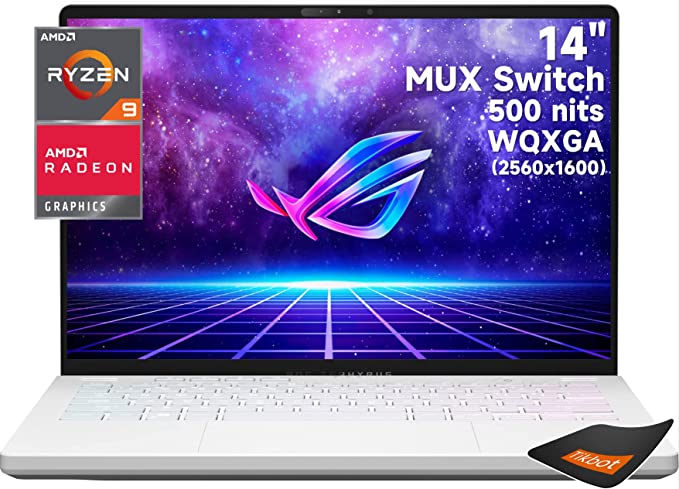 AMD
RYZEN
9
AMD
RADEON
GRAPHICS
14"
MUX Switch
500 nits
WQXGA
(2560x1600)
Tikbot